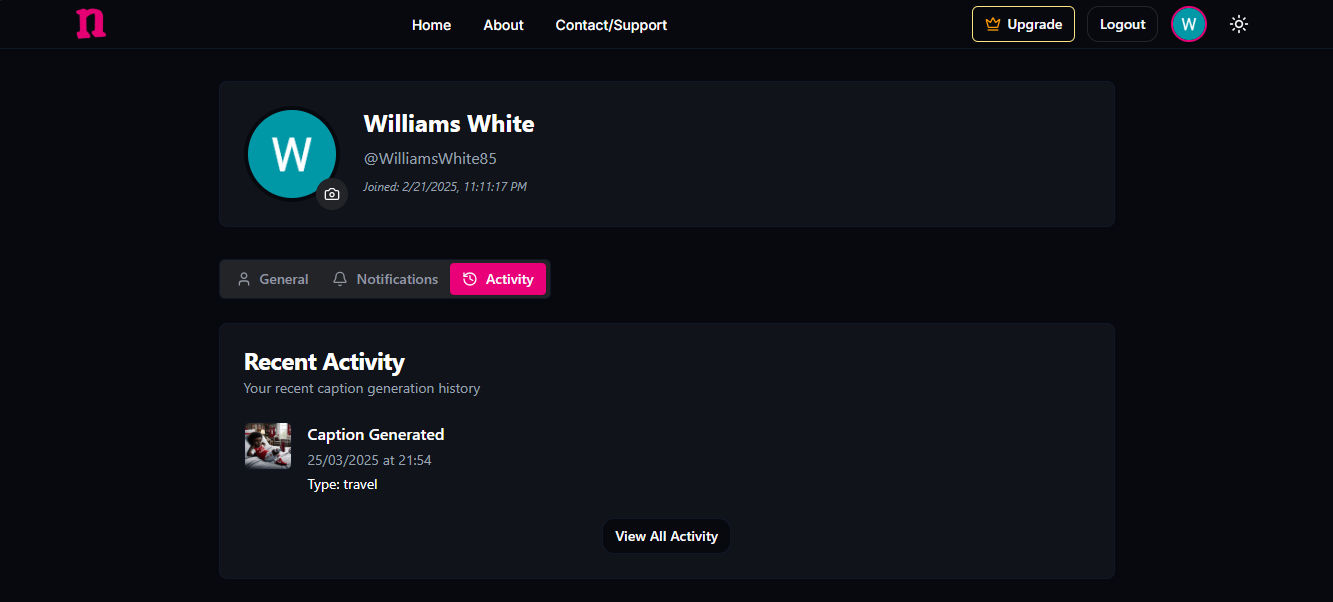 n
Home About Contact/Support Upgrade Logout W
W
Williams White
@WilliamsWhite85
Joined: 2/21/2025, 11:11:17 PM
General Notifications Activity
Recent Activity
Your recent caption generation history
Caption Generated
25/03/2025 at 21:54
Type: travel
View All Activity